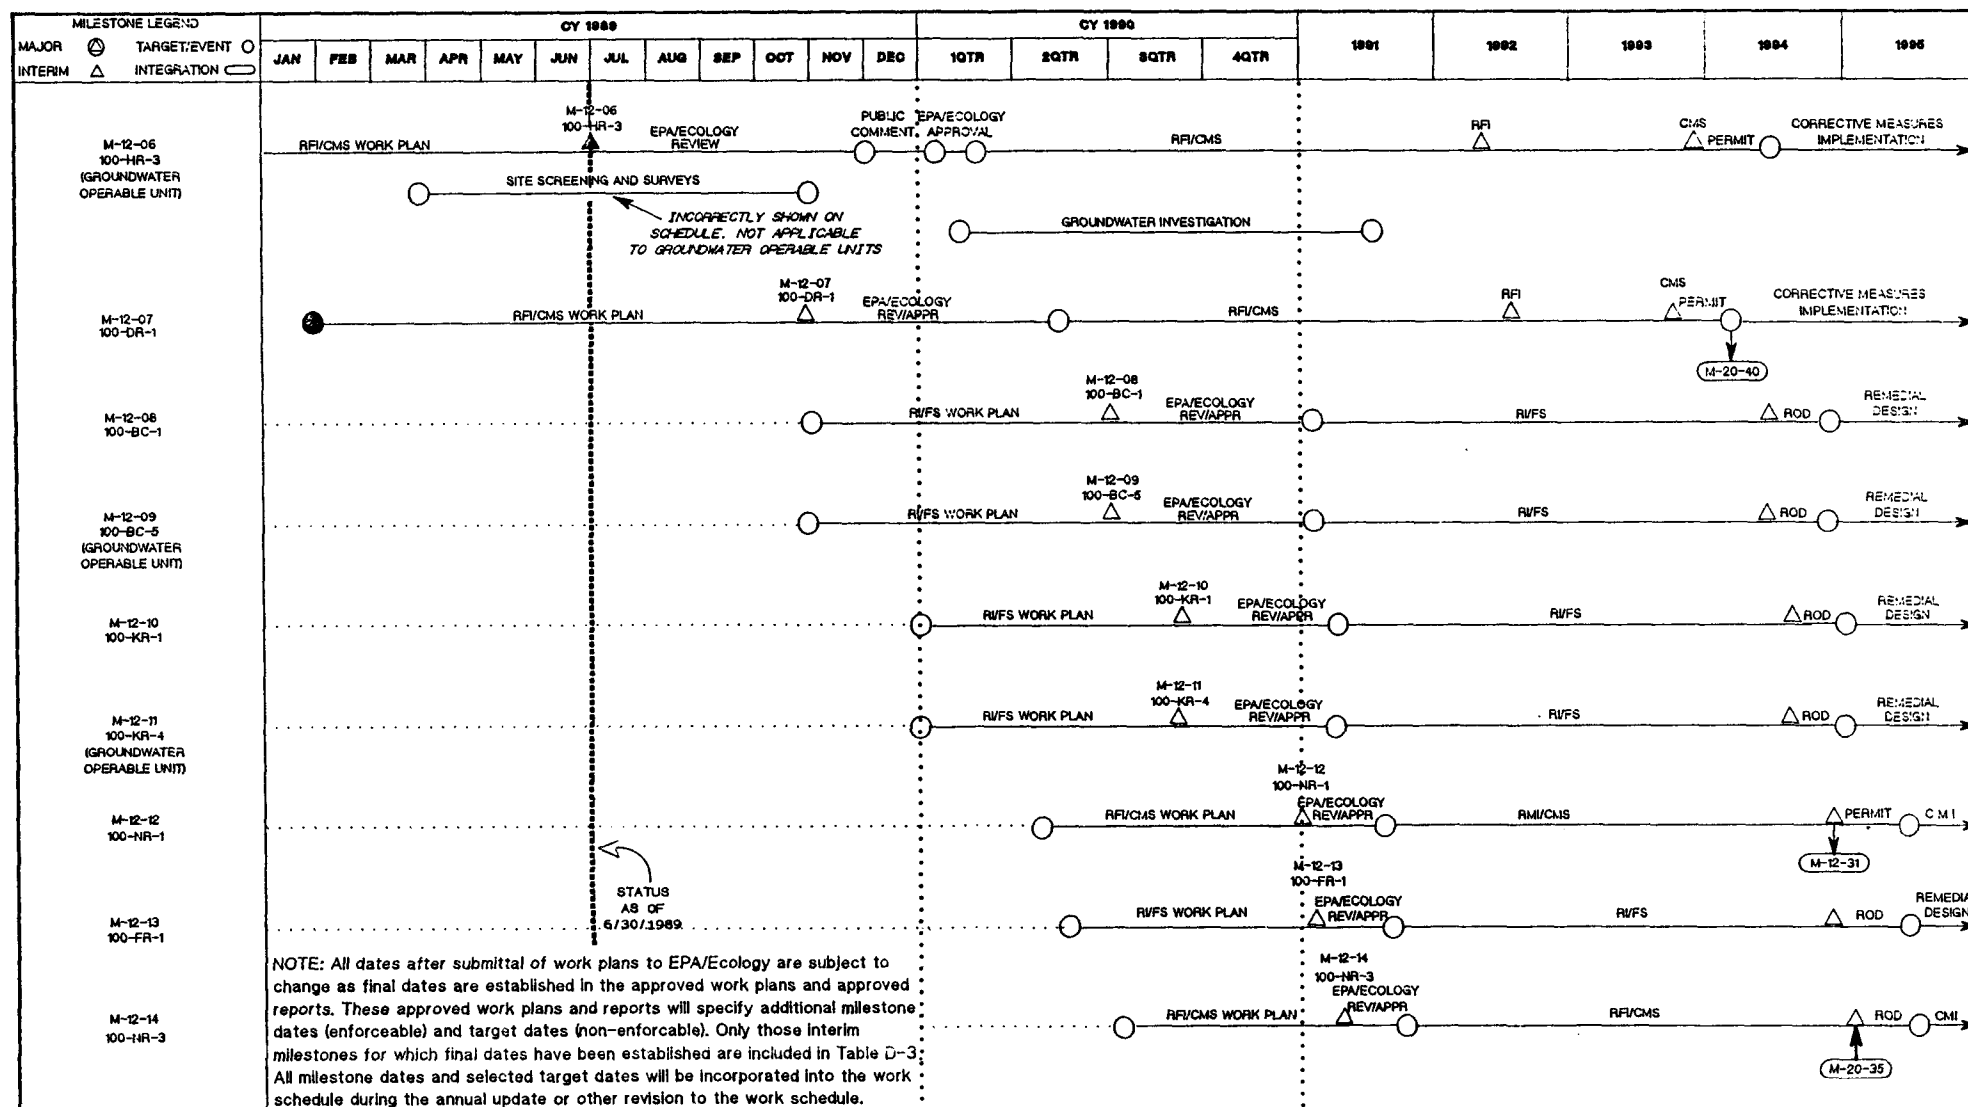 MILESTONE LEGEND
MAJOR TARGET/EVENT
INTERIM INTEGRATION
CY 1989
CY 1990
JAN FEB MAR APR MAY JUN JUL AUG SEP OCT NOV DEC 1QTR 2QTR 3QTR 4QTR 1991 1992 1993 1994 1995
M-12-06
100-HR-3
(GROUNDWATER
OPERABLE UNIT)
RFI/CMS WORK PLAN
M-12-06
100-HR-3
EPA/ECOLOGY
REVIEW
PUBLIC
COMMENT
EPA/ECOLOGY
APPROVAL
RFI/CMS
RFI
CMS
PERMIT
CORRECTIVE MEASURES
IMPLEMENTATION
SITE SCREENING AND SURVEYS
INCORRECTLY SHOWN ON
SCHEDULE. NOT APPLICABLE
TO GROUNDWATER OPERABLE UNITS
GROUNDWATER INVESTIGATION
M-12-07
100-DR-1
RFI/CMS WORK PLAN
M-12-07
100-DR-1
EPA/ECOLOGY
REV/APPR
RFI/CMS
RFI
CMS
PERMIT
CORRECTIVE MEASURES
IMPLEMENTATION
M-20-40
M-12-08
100-BC-1
RI/FS WORK PLAN
M-12-08
100-BC-1
EPA/ECOLOGY
REV/APPR
RI/FS
ROD
REMEDIAL
DESIGN
M-12-09
100-BC-5
(GROUNDWATER
OPERABLE UNIT)
RI/FS WORK PLAN
M-12-09
100-BC-5
EPA/ECOLOGY
REV/APPR
RI/FS
ROD
REMEDIAL
DESIGN
M-12-10
100-KR-1
RI/FS WORK PLAN
M-12-10
100-KR-1
EPA/ECOLOGY
REV/APPR
RI/FS
ROD
REMEDIAL
DESIGN
M-12-11
100-KR-4
(GROUNDWATER
OPERABLE UNIT)
RI/FS WORK PLAN
M-12-11
100-KR-4
EPA/ECOLOGY
REV/APPR
RI/FS
ROD
REMEDIAL
DESIGN
M-12-12
100-NR-1
RFI/CMS WORK PLAN
M-12-12
100-NR-1
EPA/ECOLOGY
REV/APPR
RMI/CMS
PERMIT
C M I
M-12-31
STATUS
AS OF
6/30/1989
M-12-13
100-FR-1
RI/FS WORK PLAN
M-12-13
100-FR-1
EPA/ECOLOGY
REV/APPR
RI/FS
ROD
REMEDIA
DESIGN
M-12-14
100-NR-3
RFI/CMS WORK PLAN
M-12-14
100-NR-3
EPA/ECOLOGY
REV/APPR
RFI/CMS
ROD
CMI
M-20-35
NOTE: All dates after submittal of work plans to EPA/Ecology are subject to
change as final dates are established in the approved work plans and approved
reports. These approved work plans and reports will specify additional milestone
dates (enforceable) and target dates (non-enforcable). Only those interim
milestones for which final dates have been established are included in Table D-3.
All milestone dates and selected target dates will be incorporated into the work
schedule during the annual update or other revision to the work schedule.